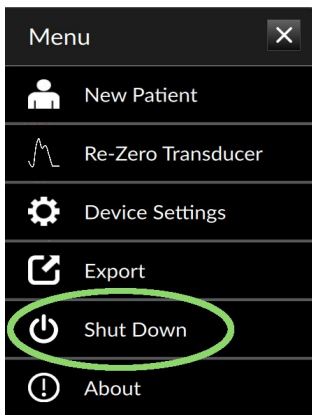 Menu
New Patient
Re-Zero Transducer
Device Settings
Export
Shut Down
About